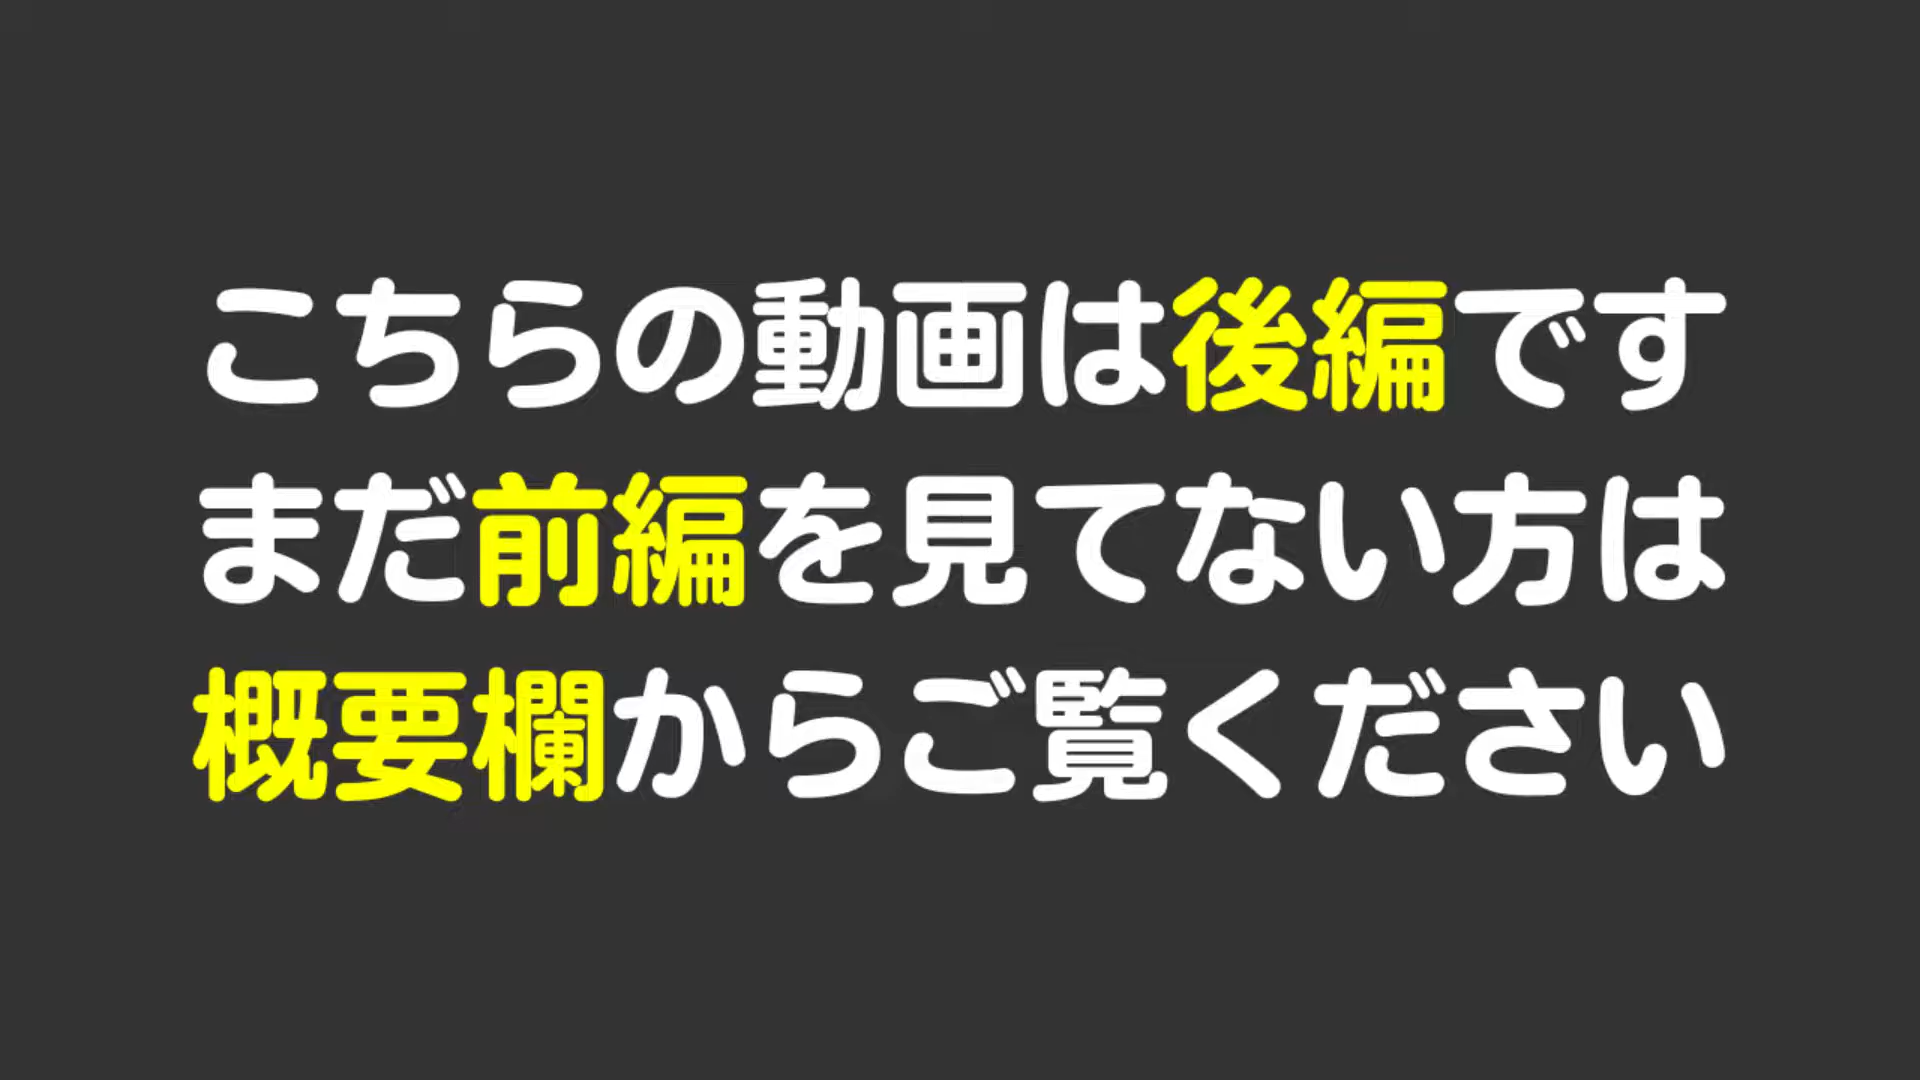 こちらの動画は後編です
まだ前編を見てない方は
概要欄からご覧ください